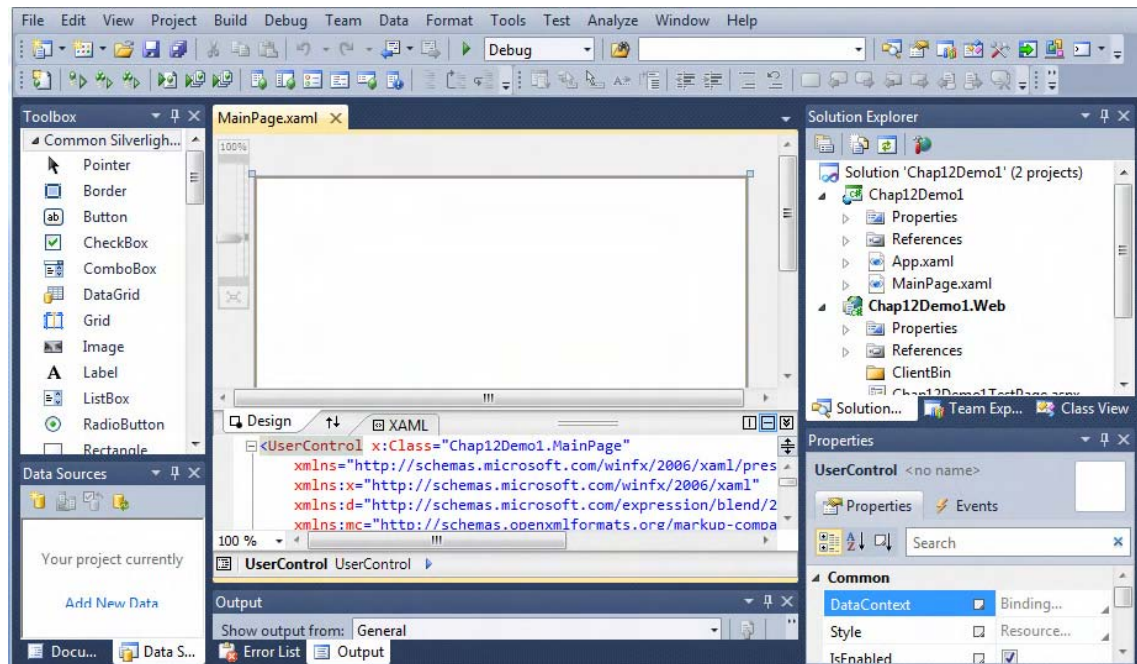 File Edit View Project Build Debug Team Data Format Tools Test Analyze Window Help
Debug
Toolbox
Common Silverligh...
Pointer
Border
Button
CheckBox
ComboBox
DataGrid
Grid
Image
A Label
ListBox
RadioButton
Rectangle
Data Sources
Your project currently
Add New Data
Docu... Data S...
MainPage.xaml
100%
Design XAML
<UserControl x:Class="Chap12Demo1.MainPage"
xmlns="http://schemas.microsoft.com/winfx/2006/xaml/pres
xmlns:x="http://schemas.microsoft.com/winfx/2006/xaml"
xmlns:d="http://schemas.microsoft.com/expression/blend/2
xmlns:mc="http://schemas.openxmlformats.org/markup-compa
100 %
UserControl UserControl
Output
Show output from: General
Error List Output
Solution Explorer
Solution 'Chap12Demo1' (2 projects)
Chap12Demo1
Properties
References
App.xaml
MainPage.xaml
Chap12Demo1.Web
Properties
References
ClientBin
Chap12Demo1TestPage.aspx
Solution... Team Exp... Class View
Properties
UserControl <no name>
Properties Events
Search
Common
DataContext Binding...
Style Resource...
IsEnabled